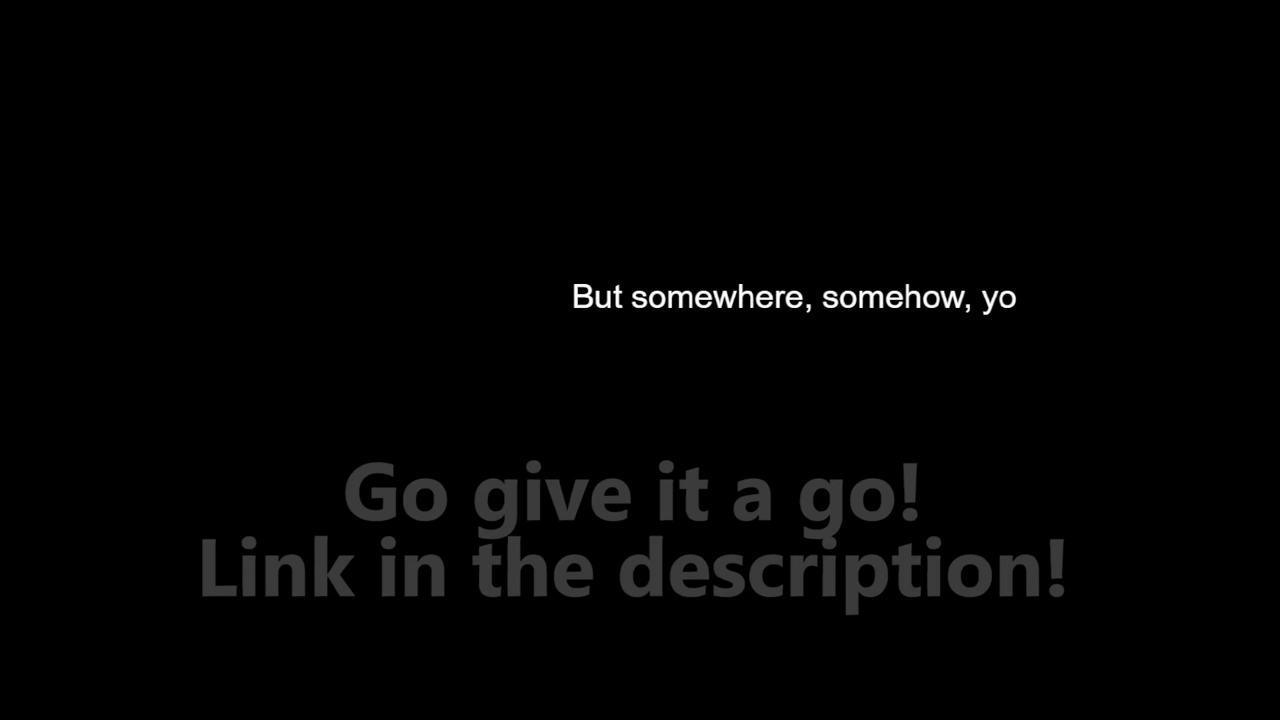 But somewhere, somehow, yo
Go give it a go!
Link in the description!